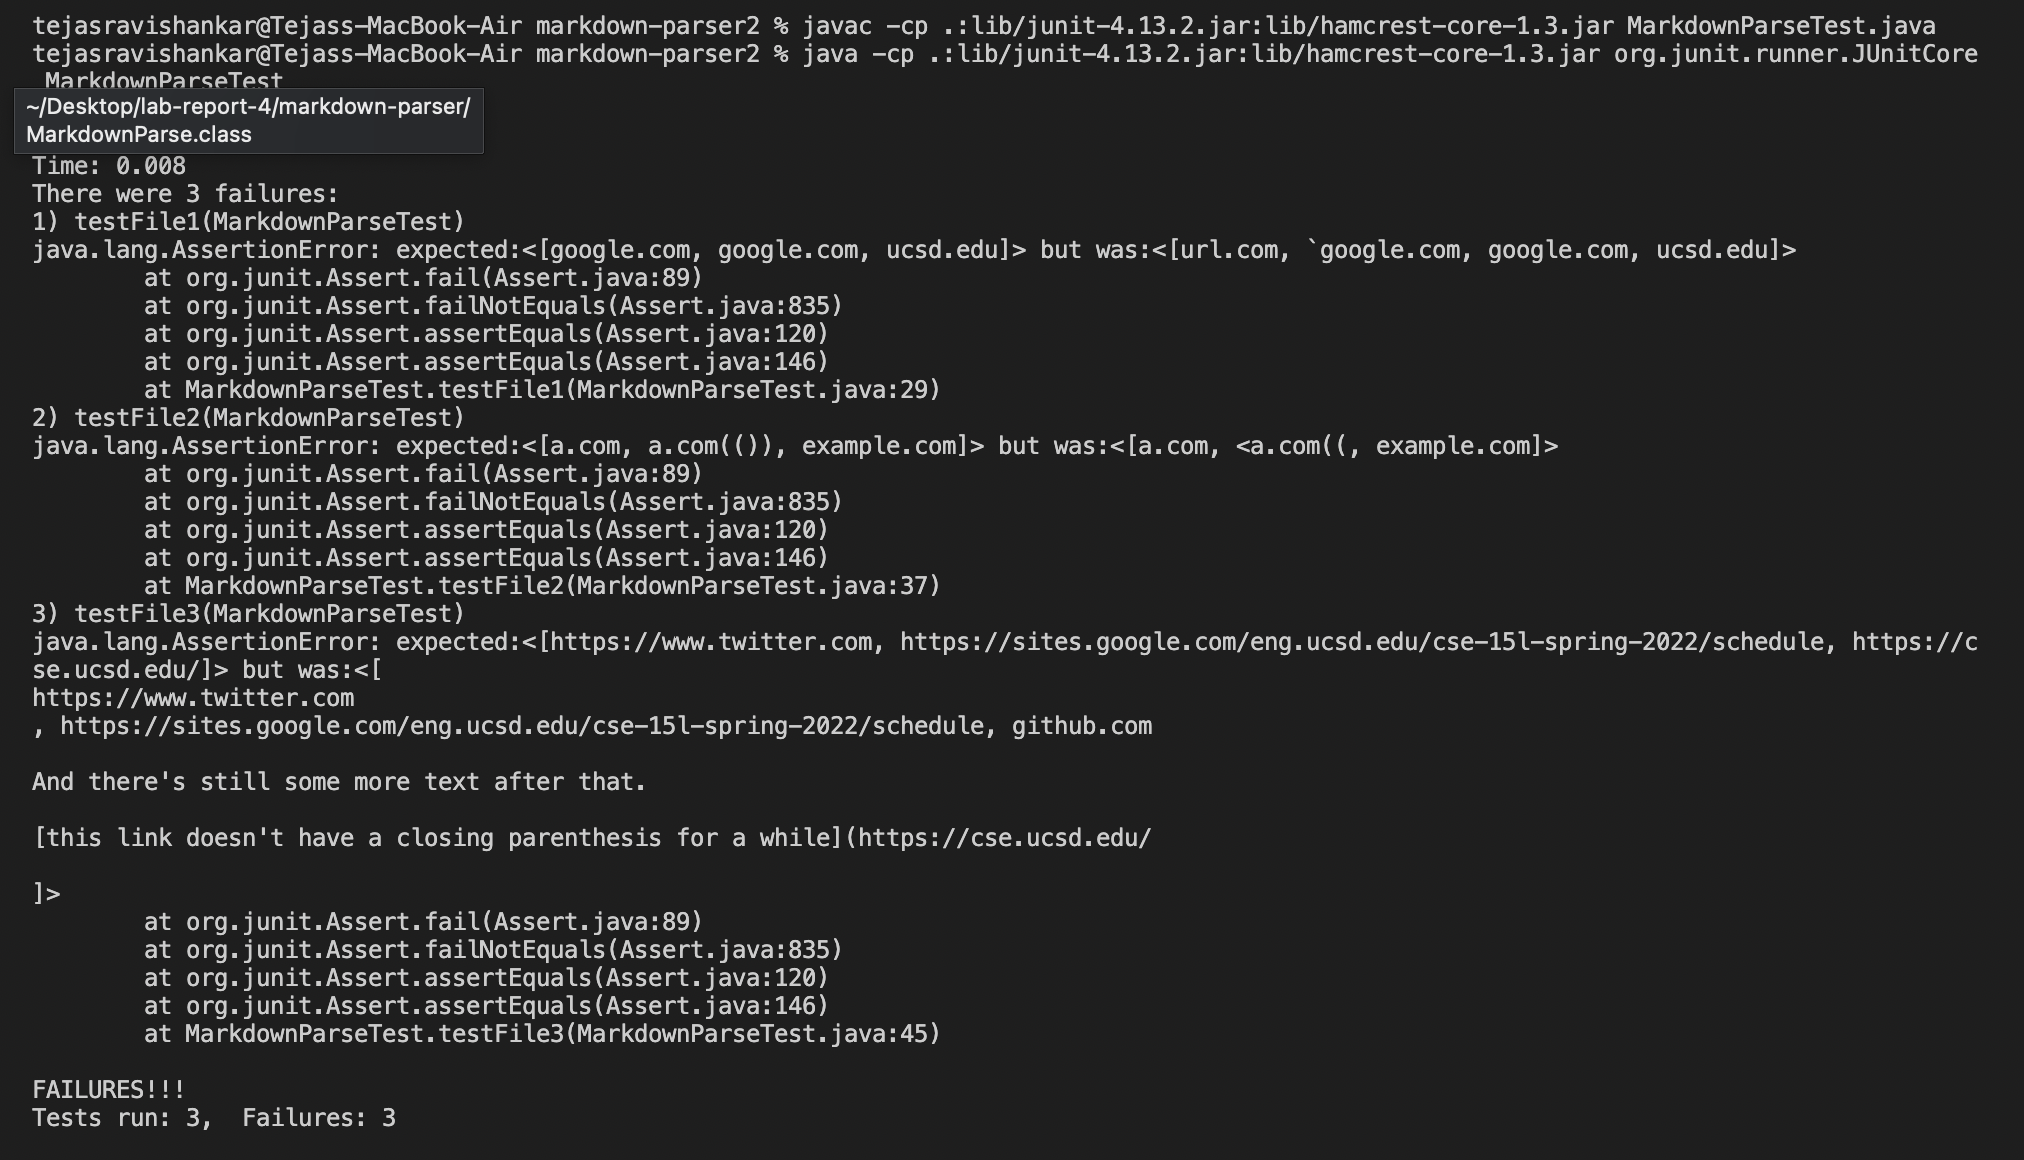 tejasravishankar@Tejass-MacBook-Air markdown-parser2 % javac -cp .:lib/junit-4.13.2.jar:lib/hamcrest-core-1.3.jar MarkdownParseTest.java
tejasravishankar@Tejass-MacBook-Air markdown-parser2 % java -cp .:lib/junit-4.13.2.jar:lib/hamcrest-core-1.3.jar org.junit.runner.JUnitCore
 MarkdownParseTest
~/Desktop/lab-report-4/markdown-parser/
MarkdownParse.class
Time: 0.008
There were 3 failures:
1) testFile1(MarkdownParseTest)
java.lang.AssertionError: expected:<[google.com, google.com, ucsd.edu]> but was:<[url.com, `google.com, google.com, ucsd.edu]>
        at org.junit.Assert.fail(Assert.java:89)
        at org.junit.Assert.failNotEquals(Assert.java:835)
        at org.junit.Assert.assertEquals(Assert.java:120)
        at org.junit.Assert.assertEquals(Assert.java:146)
        at MarkdownParseTest.testFile1(MarkdownParseTest.java:29)
2) testFile2(MarkdownParseTest)
java.lang.AssertionError: expected:<[a.com, a.com(()), example.com]> but was:<[a.com, <a.com((, example.com]>
        at org.junit.Assert.fail(Assert.java:89)
        at org.junit.Assert.failNotEquals(Assert.java:835)
        at org.junit.Assert.assertEquals(Assert.java:120)
        at org.junit.Assert.assertEquals(Assert.java:146)
        at MarkdownParseTest.testFile2(MarkdownParseTest.java:37)
3) testFile3(MarkdownParseTest)
java.lang.AssertionError: expected:<[https://www.twitter.com, https://sites.google.com/eng.ucsd.edu/cse-15l-spring-2022/schedule, https://c
se.ucsd.edu/]> but was:<[
https://www.twitter.com
, https://sites.google.com/eng.ucsd.edu/cse-15l-spring-2022/schedule, github.com

And there's still some more text after that.

[this link doesn't have a closing parenthesis for a while](https://cse.ucsd.edu/

]>
        at org.junit.Assert.fail(Assert.java:89)
        at org.junit.Assert.failNotEquals(Assert.java:835)
        at org.junit.Assert.assertEquals(Assert.java:120)
        at org.junit.Assert.assertEquals(Assert.java:146)
        at MarkdownParseTest.testFile3(MarkdownParseTest.java:45)

FAILURES!!!
Tests run: 3,  Failures: 3